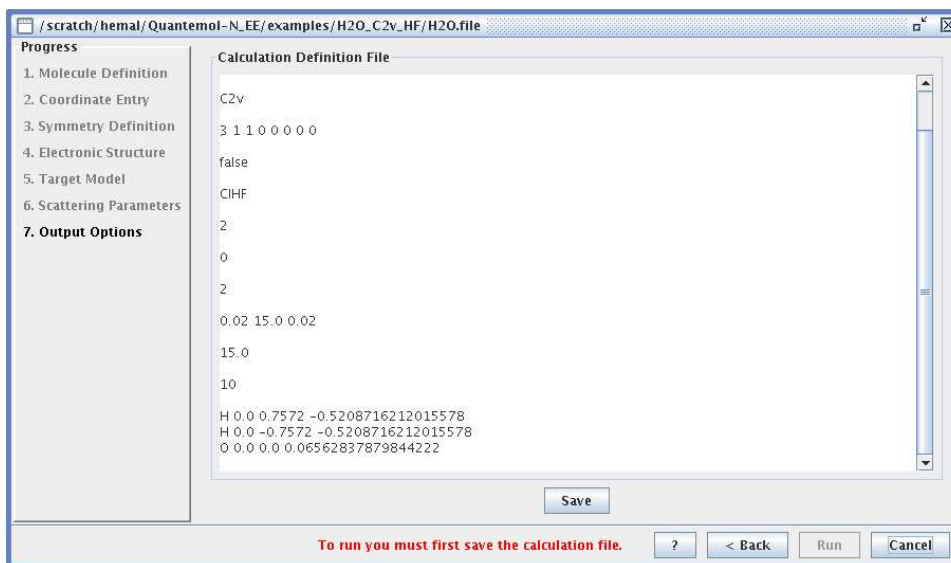 /scratch/hemal/Quantemol-N_EE/examples/H2O_C2v_HF/H2O.file
Progress
1. Molecule Definition
2. Coordinate Entry
3. Symmetry Definition
4. Electronic Structure
5. Target Model
6. Scattering Parameters
7. Output Options
Calculation Definition File
C2v
3 1 1 0 0 0 0 0
false
CIHF
2
0
2
0.02 15.0 0.02
15.0
10
H 0.0 0.7572 -0.5208716212015578
H 0.0 -0.7572 -0.5208716212015578
O 0.0 0.0 0.06562837879844222
Save
To run you must first save the calculation file.
?
< Back
Run
Cancel